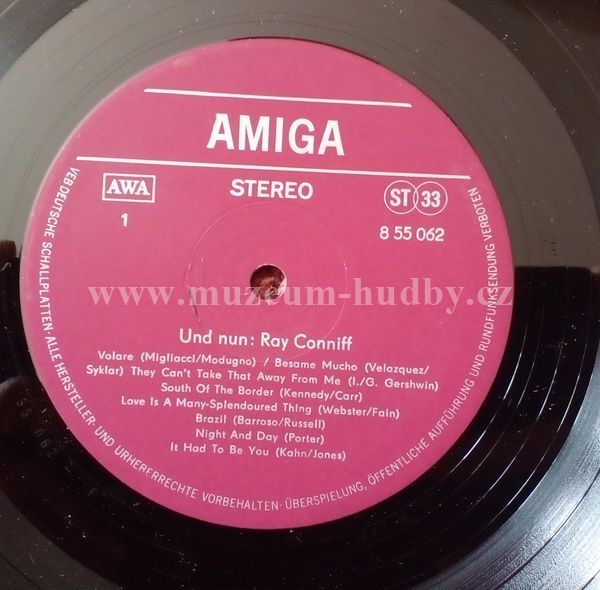 AMIGA
AWA
STEREO
ST 33
1
8 55 062
www.muzeum-hudby.cz
Und nun: Ray Conniff
Volare (Migliacci/Modugno) / Besame Mucho (Velazquez/
Syklar) They Can't Take That Away From Me (I./G. Gershwin)
South Of The Border (Kennedy/Carr)
Love Is A Many-Splendoured Thing (Webster/Fain)
Brazil (Barroso/Russell)
Night And Day (Porter)
It Had To Be You (Kahn/Jones)
VEB DEUTSCHE SCHALLPLATTEN · ALLE HERSTELLER- UND URHEBERRECHTE VORBEHALTEN · ÜBERSPIELUNG, ÖFFENTLICHE AUFFÜHRUNG UND RUNDFUNKSENDUNG VERBOTEN